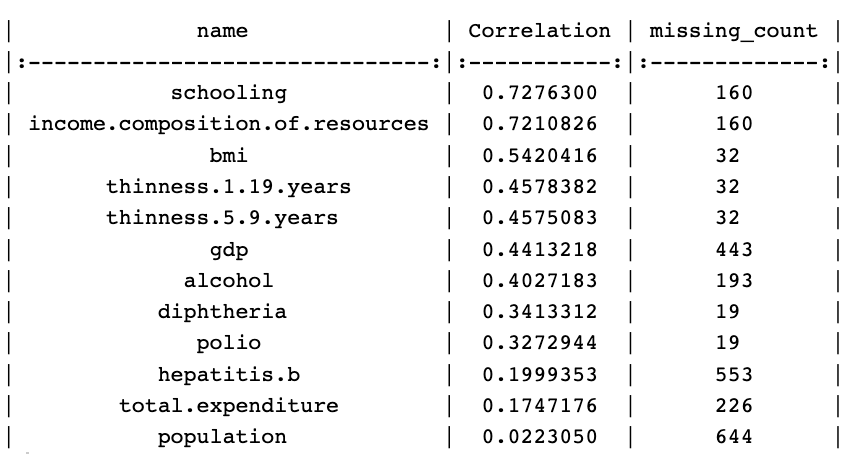 | name | Correlation | missing_count |
|:-------------------------------:|:-----------:|:-------------:|
| schooling | 0.7276300 | 160 |
| income.composition.of.resources | 0.7210826 | 160 |
| bmi | 0.5420416 | 32 |
| thinness.1.19.years | 0.4578382 | 32 |
| thinness.5.9.years | 0.4575083 | 32 |
| gdp | 0.4413218 | 443 |
| alcohol | 0.4027183 | 193 |
| diphtheria | 0.3413312 | 19 |
| polio | 0.3272944 | 19 |
| hepatitis.b | 0.1999353 | 553 |
| total.expenditure | 0.1747176 | 226 |
| population | 0.0223050 | 644 |